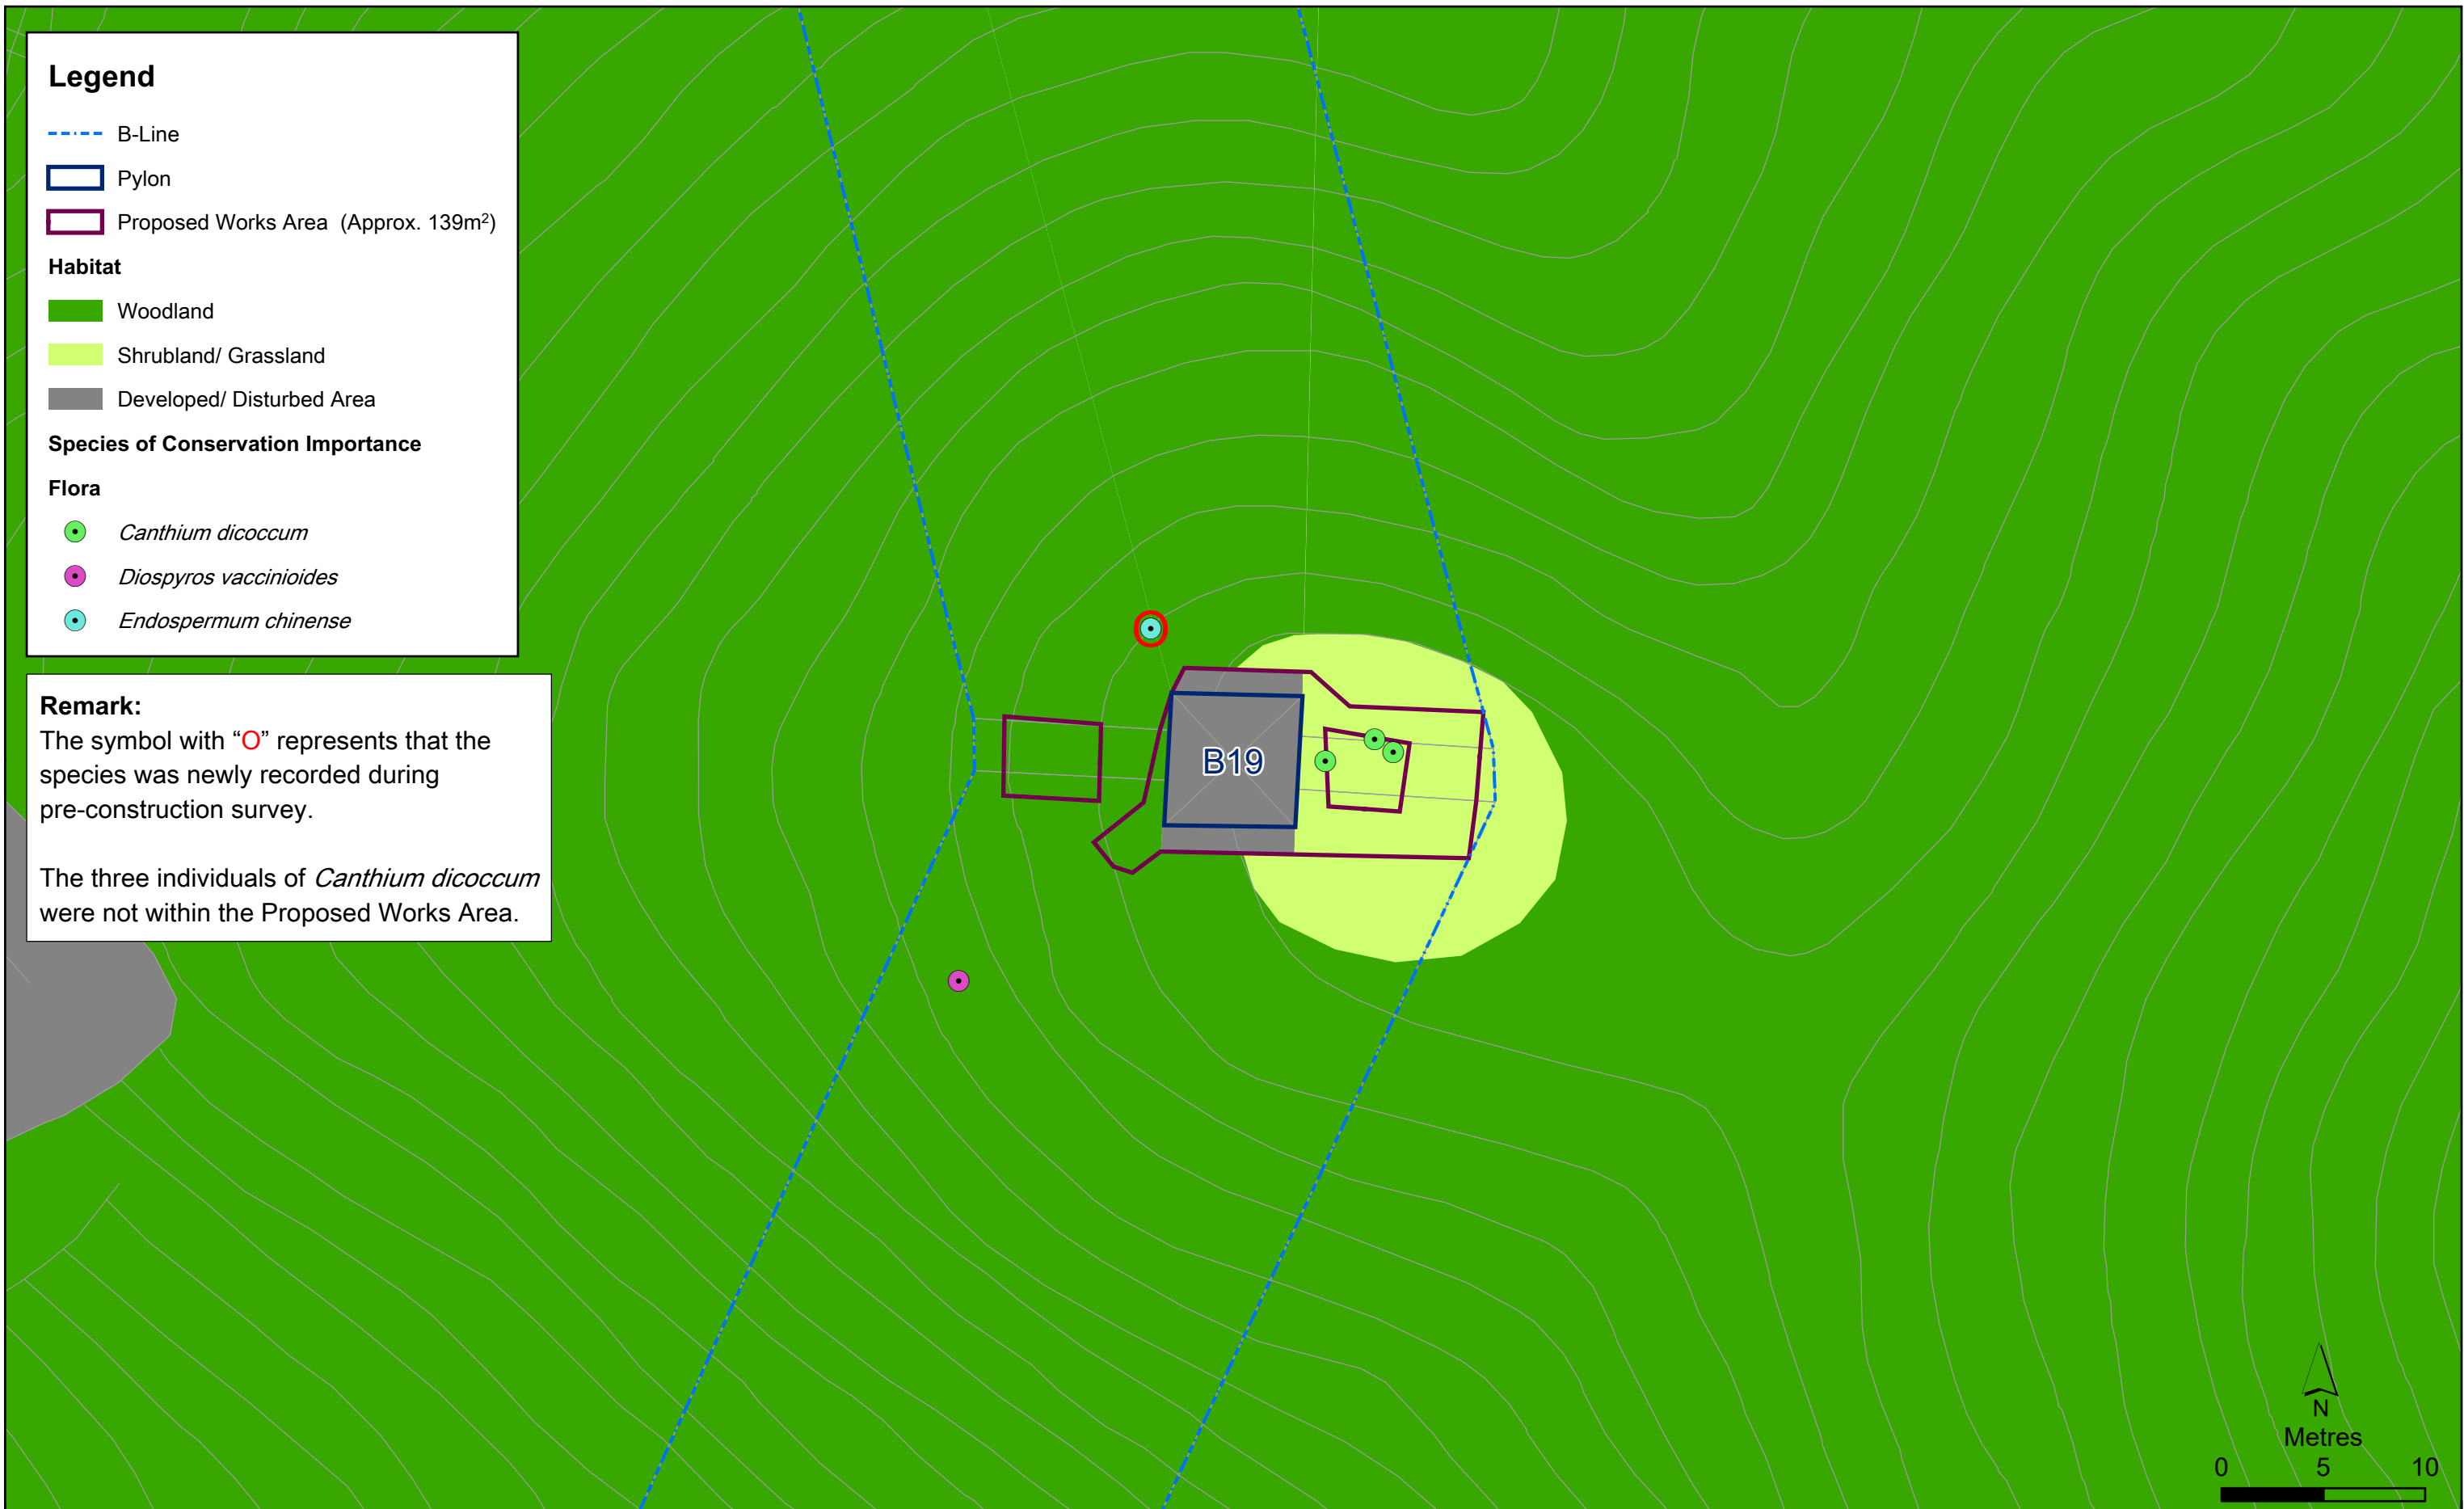 Legend
B-Line
Pylon
Proposed Works Area (Approx. 139m²)
Habitat
Woodland
Shrubland/ Grassland
Developed/ Disturbed Area
Species of Conservation Importance
Flora
Canthium dicoccum
Diospyros vaccinioides
Endospermum chinense
Remark:
The symbol with “O” represents that the
species was newly recorded during
pre-construction survey.
The three individuals of Canthium dicoccum
were not within the Proposed Works Area.
B19
N
Metres
0 5 10